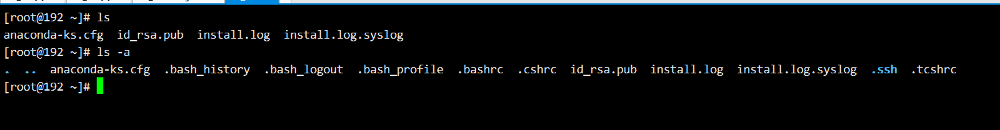 [root@192 ~]# ls
anaconda-ks.cfg  id_rsa.pub  install.log  install.log.syslog
[root@192 ~]# ls -a
.  ..  anaconda-ks.cfg  .bash_history  .bash_logout  .bash_profile  .bashrc  .cshrc  id_rsa.pub  install.log  install.log.syslog  .ssh  .tcshrc
[root@192 ~]#